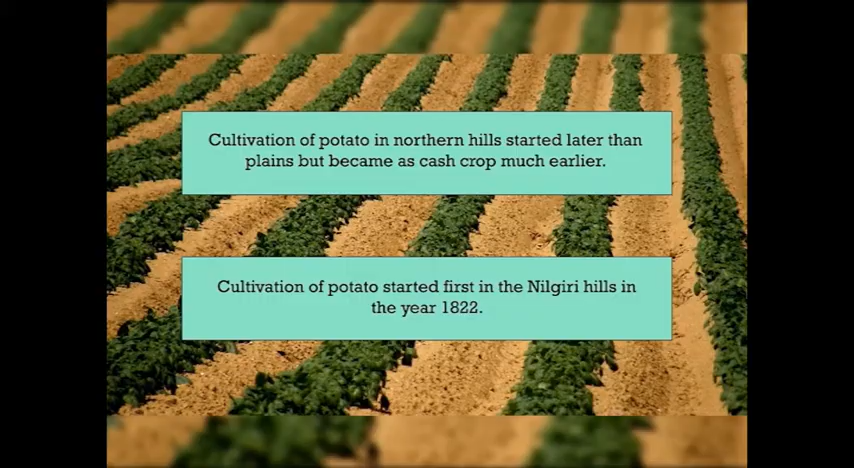 Cultivation of potato in northern hills started later than
plains but became as cash crop much earlier.
Cultivation of potato started first in the Nilgiri hills in
the year 1822.